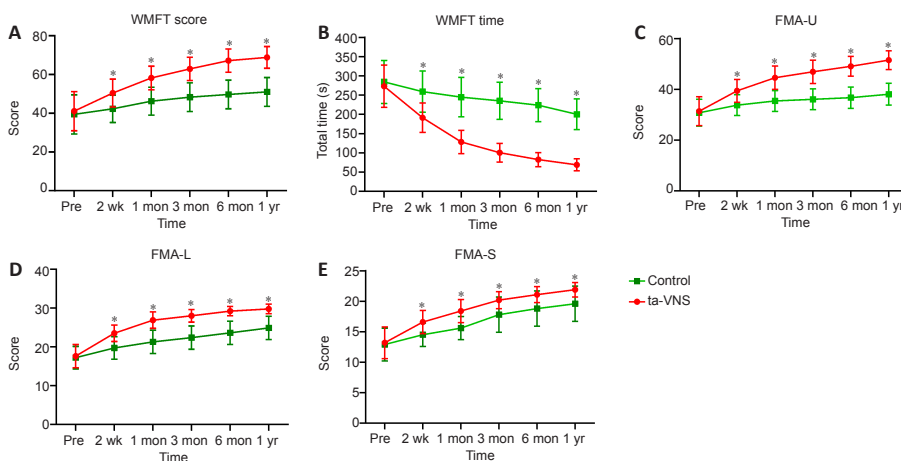 A
WMFT score
Score
80
60
40
20
0
Pre 2 wk 1 mon 3 mon 6 mon 1 yr
Time
* * * * *
B
WMFT time
Total time (s)
400
350
300
250
200
150
100
50
0
Pre 2 wk 1 mon 3 mon 6 mon 1 yr
Time
* * * * *
C
FMA-U
Score
60
40
20
0
Pre 2 wk 1 mon 3 mon 6 mon 1 yr
Time
* * * * *
D
FMA-L
Score
40
30
20
10
0
Pre 2 wk 1 mon 3 mon 6 mon 1 yr
Time
* * * * *
E
FMA-S
Score
25
20
15
10
5
0
Pre 2 wk 1 mon 3 mon 6 mon 1 yr
Time
* * * * *
Control
ta-VNS